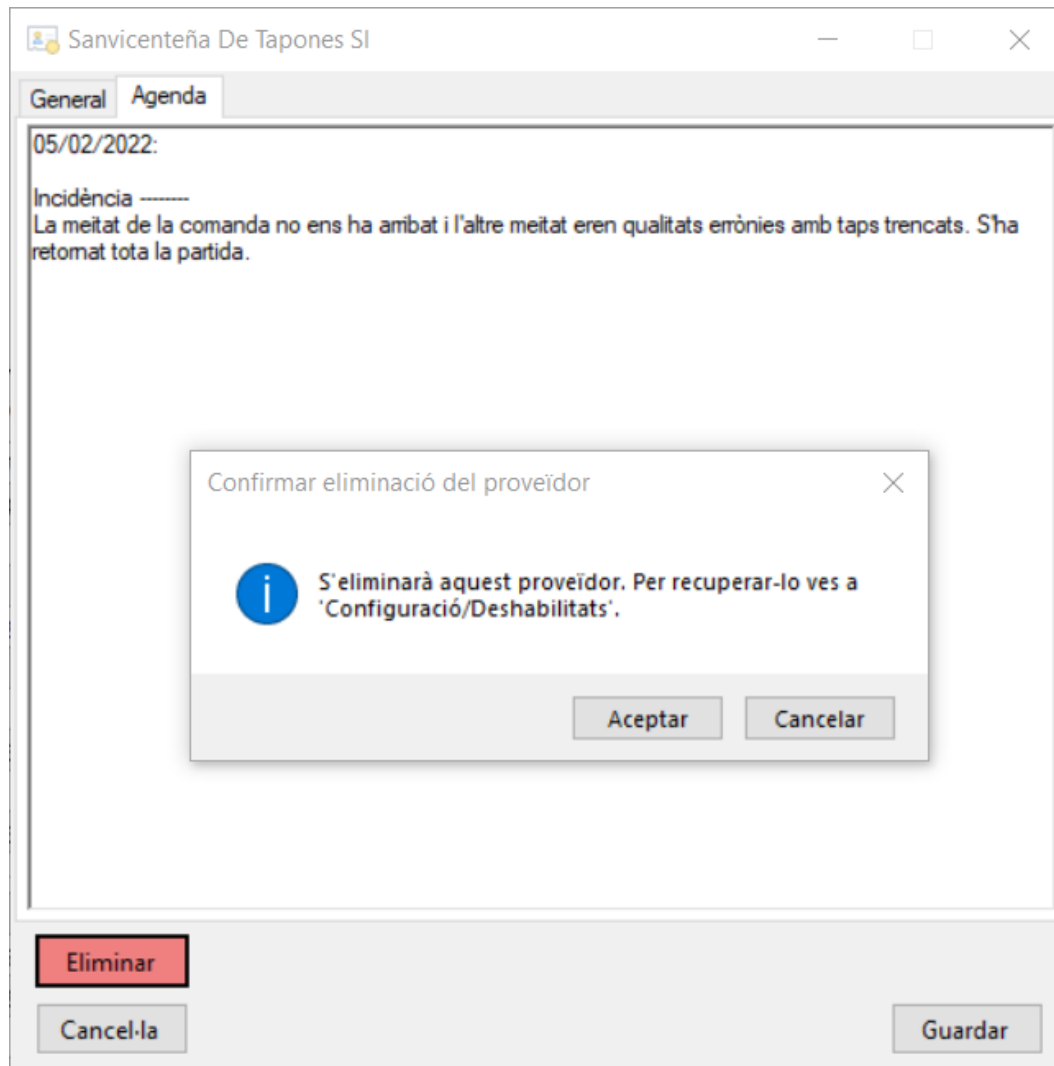 Sanvicenteña De Tapones Sl
General Agenda
05/02/2022:
Incidència --------
La meitat de la comanda no ens ha arribat i l'altre meitat eren qualitats errònies amb taps trencats. S'ha
retornat tota la partida.
Confirmar eliminació del proveïdor
S'eliminarà aquest proveïdor. Per recuperar-lo ves a
'Configuració/Deshabilitats'.
Aceptar Cancelar
Eliminar
Cancel·la Guardar